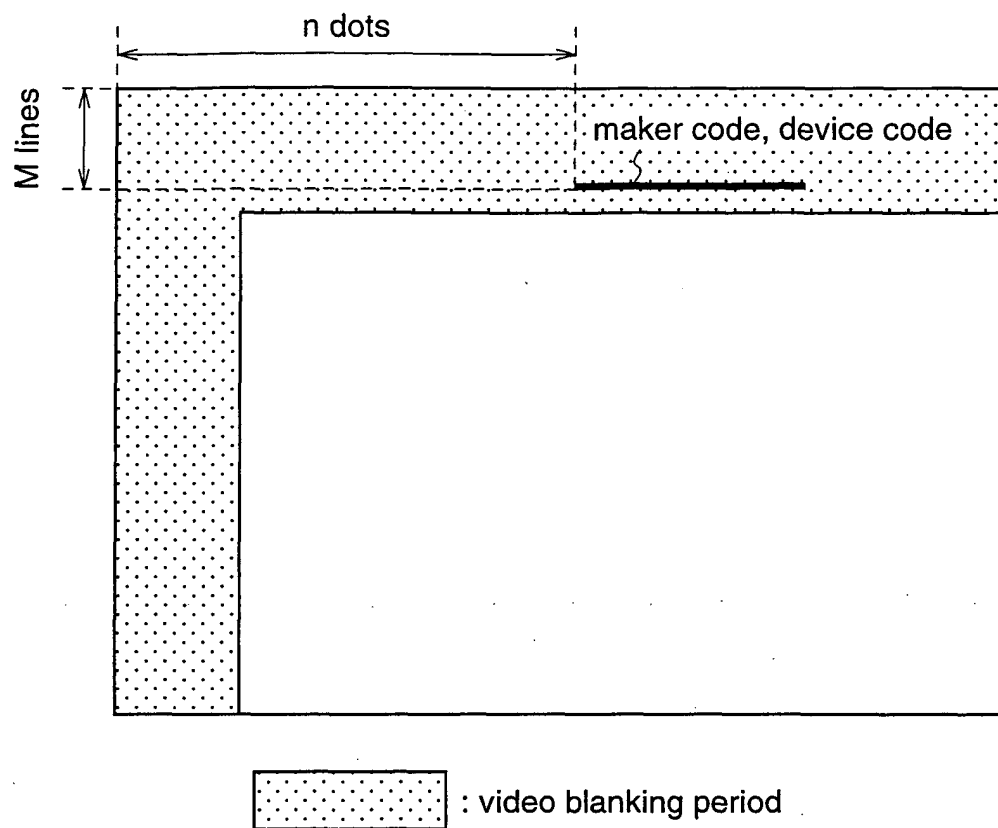 n dots
M lines
maker code, device code
: video blanking period